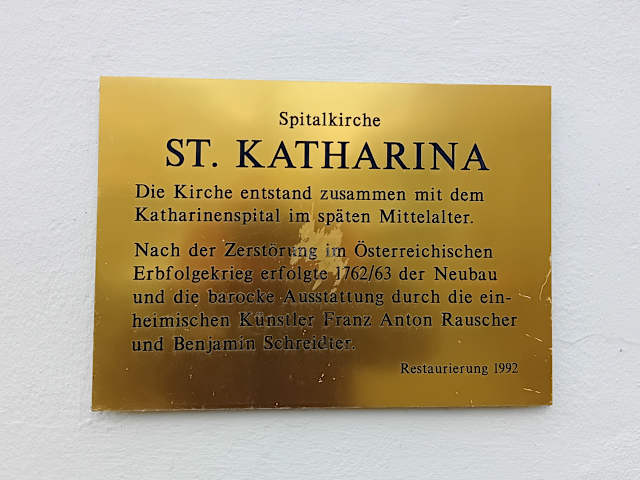 Spitalkirche
ST. KATHARINA
Die Kirche entstand zusammen mit dem
Katharinenspital im späten Mittelalter.
Nach der Zerstörung im Österreichischen
Erbfolgekrieg erfolgte 1762/63 der Neubau
und die barocke Ausstattung durch die ein-
heimischen Künstler Franz Anton Rauscher
und Benjamin Schreidter.
Restaurierung 1992